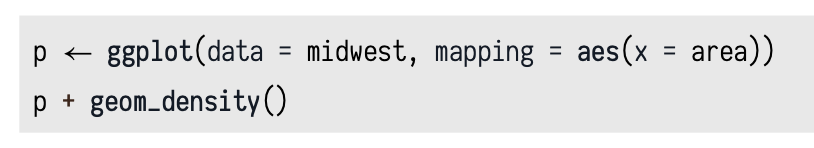 p ← ggplot(data = midwest, mapping = aes(x = area))
p + geom_density()